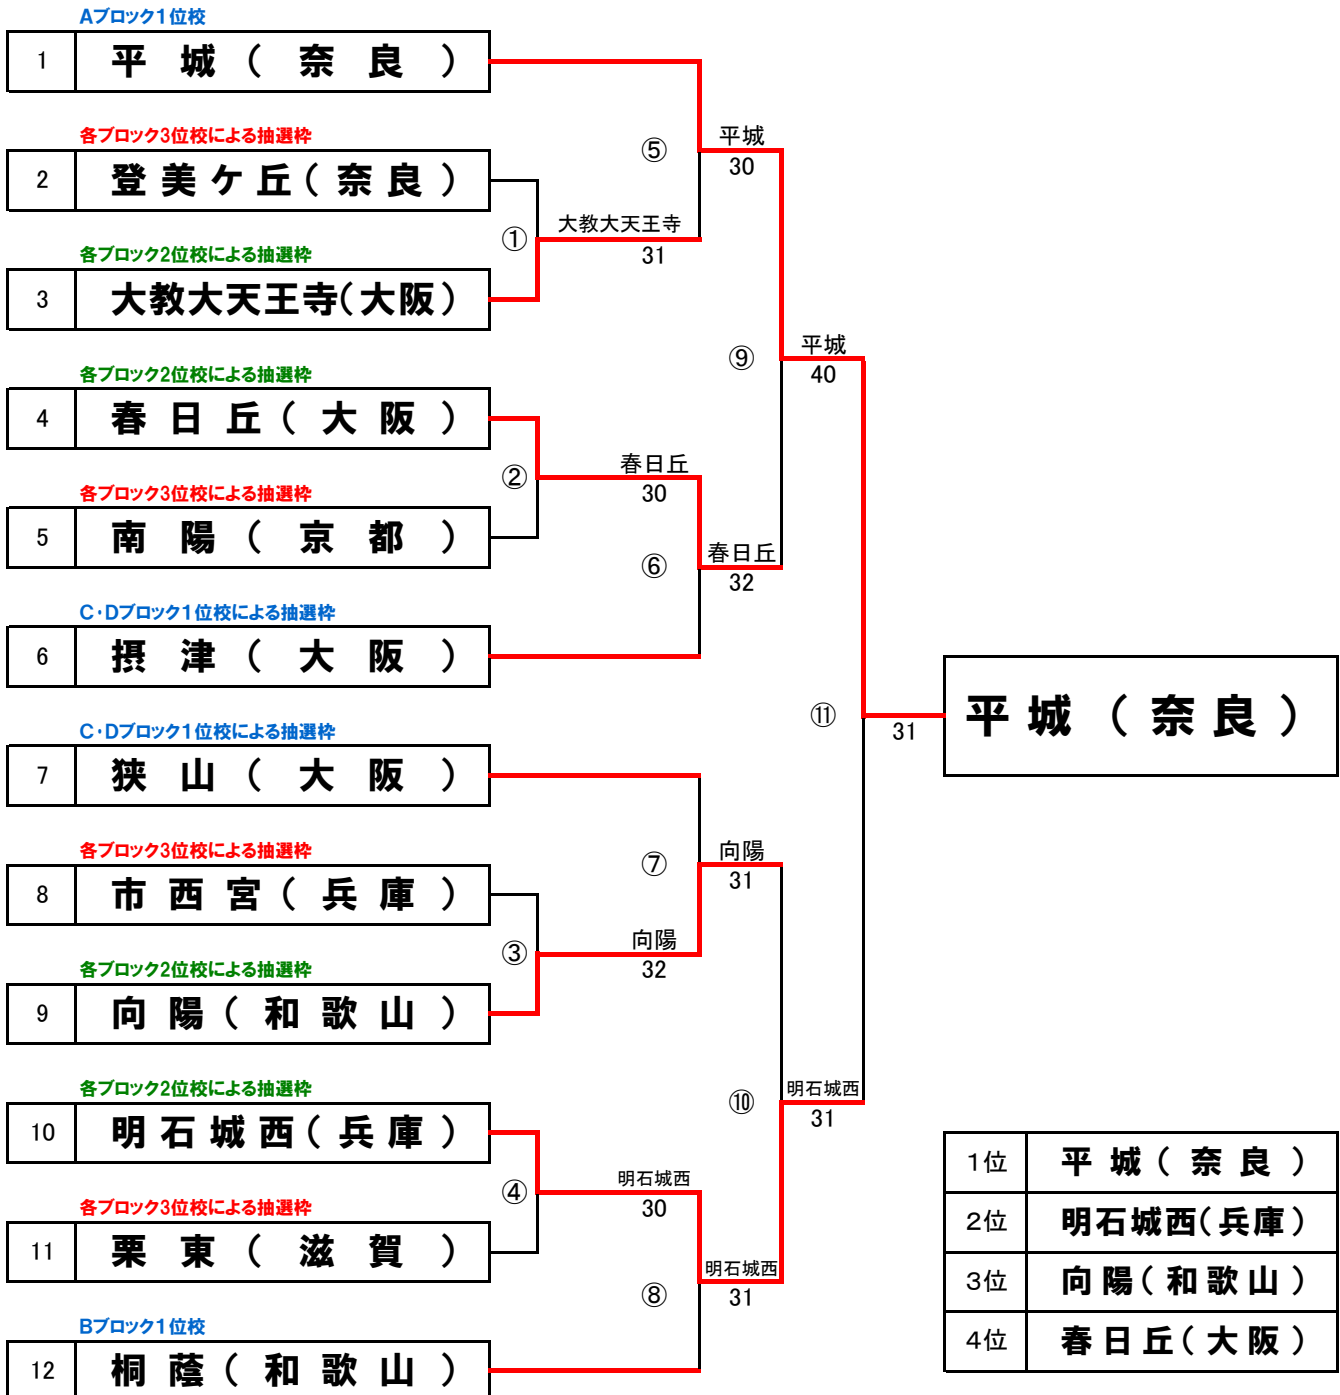 Aブロック1位校
1 平城(奈良)
各ブロック3位校による抽選枠
⑤ 平城
30
2 登美ケ丘(奈良)
① 大教大天王寺
31
各ブロック2位校による抽選枠
3 大教大天王寺(大阪)
⑨ 平城
40
各ブロック2位校による抽選枠
4 春日丘(大阪)
② 春日丘
30
各ブロック3位校による抽選枠
5 南陽(京都)
⑥ 春日丘
32
C・Dブロック1位校による抽選枠
6 摂津(大阪)
⑪
31
平城(奈良)
C・Dブロック1位校による抽選枠
7 狭山(大阪)
各ブロック3位校による抽選枠
⑦ 向陽
31
8 市西宮(兵庫)
③ 向陽
32
各ブロック2位校による抽選枠
9 向陽(和歌山)
各ブロック2位校による抽選枠
⑩ 明石城西
31
10 明石城西(兵庫)
④ 明石城西
30
各ブロック3位校による抽選枠
11 栗東(滋賀)
⑧ 明石城西
31
Bブロック1位校
12 桐蔭(和歌山)
1位 平城(奈良)
2位 明石城西(兵庫)
3位 向陽(和歌山)
4位 春日丘(大阪)